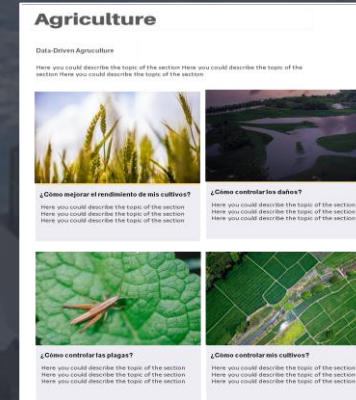 Agriculture
Data-Driven Agruculture
Here you could describe the topic of the section Here you could describe the topic of the
section Here you could describe the topic of the section
¿Cómo mejorar el rendimiento de mis cultivos?
Here you could describe the topic of the section
Here you could describe the topic of the section
Here you could describe the topic of the section
¿Cómo controlar los daños?
Here you could describe the topic of the section
Here you could describe the topic of the section
Here you could describe the topic of the section
¿Cómo controlar las plagas?
Here you could describe the topic of the section
Here you could describe the topic of the section
Here you could describe the topic of the section
¿Cómo controlar mis cultivos?
Here you could describe the topic of the section
Here you could describe the topic of the section
Here you could describe the topic of the section